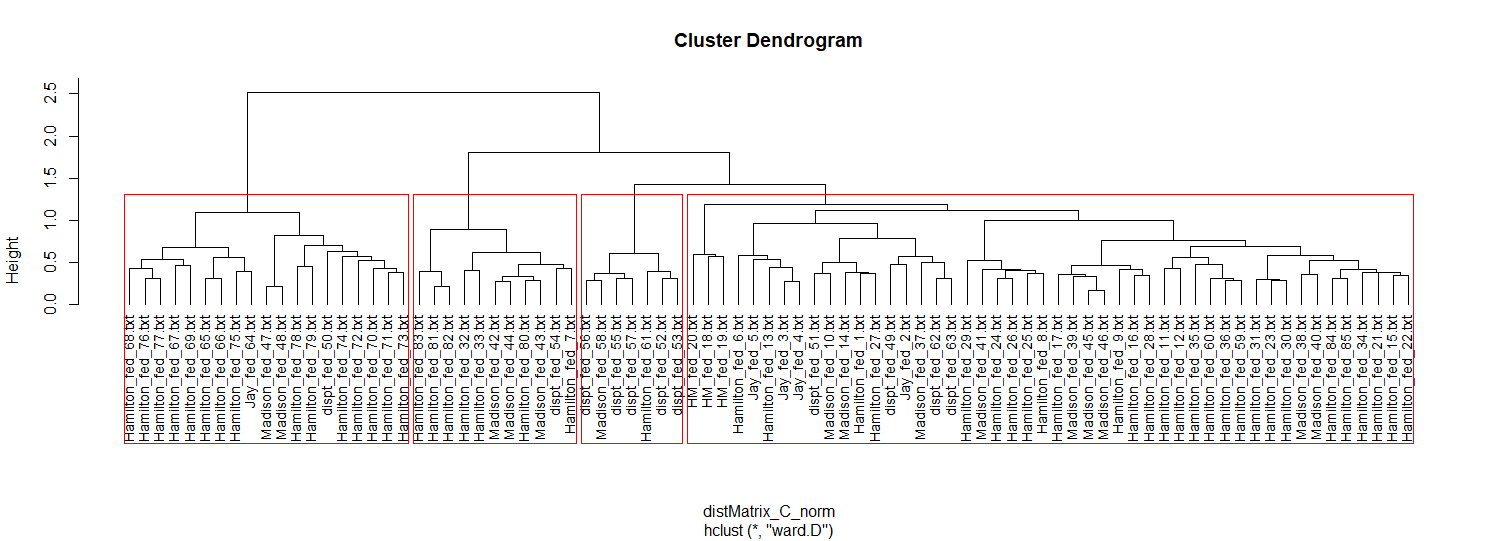 Cluster Dendrogram
Height
0.0
0.5
1.0
1.5
2.0
2.5
Hamilton_fed_68.txt
Hamilton_fed_76.txt
Hamilton_fed_77.txt
Hamilton_fed_67.txt
Hamilton_fed_69.txt
Hamilton_fed_65.txt
Hamilton_fed_66.txt
Hamilton_fed_75.txt
Jay_fed_64.txt
Madison_fed_47.txt
Madison_fed_48.txt
Hamilton_fed_78.txt
Hamilton_fed_79.txt
dispt_fed_50.txt
Hamilton_fed_74.txt
Hamilton_fed_72.txt
Hamilton_fed_70.txt
Hamilton_fed_71.txt
Hamilton_fed_73.txt
Hamilton_fed_83.txt
Hamilton_fed_81.txt
Hamilton_fed_82.txt
Hamilton_fed_32.txt
Hamilton_fed_33.txt
Madison_fed_42.txt
Madison_fed_44.txt
Hamilton_fed_80.txt
Madison_fed_43.txt
dispt_fed_54.txt
Hamilton_fed_7.txt
dispt_fed_56.txt
Madison_fed_58.txt
dispt_fed_55.txt
dispt_fed_57.txt
Hamilton_fed_61.txt
dispt_fed_52.txt
dispt_fed_53.txt
HM_fed_20.txt
HM_fed_18.txt
HM_fed_19.txt
Hamilton_fed_6.txt
Jay_fed_5.txt
Hamilton_fed_13.txt
Jay_fed_3.txt
Jay_fed_4.txt
dispt_fed_51.txt
Madison_fed_10.txt
Madison_fed_14.txt
Hamilton_fed_1.txt
Hamilton_fed_27.txt
dispt_fed_49.txt
Jay_fed_2.txt
Madison_fed_37.txt
dispt_fed_62.txt
dispt_fed_63.txt
Hamilton_fed_29.txt
Madison_fed_41.txt
Hamilton_fed_24.txt
Hamilton_fed_26.txt
Hamilton_fed_25.txt
Hamilton_fed_8.txt
Hamilton_fed_17.txt
Madison_fed_39.txt
Madison_fed_45.txt
Madison_fed_46.txt
Hamilton_fed_9.txt
Hamilton_fed_16.txt
Hamilton_fed_28.txt
Hamilton_fed_11.txt
Hamilton_fed_12.txt
Hamilton_fed_35.txt
Hamilton_fed_60.txt
Hamilton_fed_36.txt
Hamilton_fed_59.txt
Hamilton_fed_31.txt
Hamilton_fed_23.txt
Hamilton_fed_30.txt
Madison_fed_38.txt
Madison_fed_40.txt
Hamilton_fed_84.txt
Hamilton_fed_85.txt
Hamilton_fed_34.txt
Hamilton_fed_21.txt
Hamilton_fed_15.txt
Hamilton_fed_22.txt
distMatrix_C_norm
hclust (*, "ward.D")